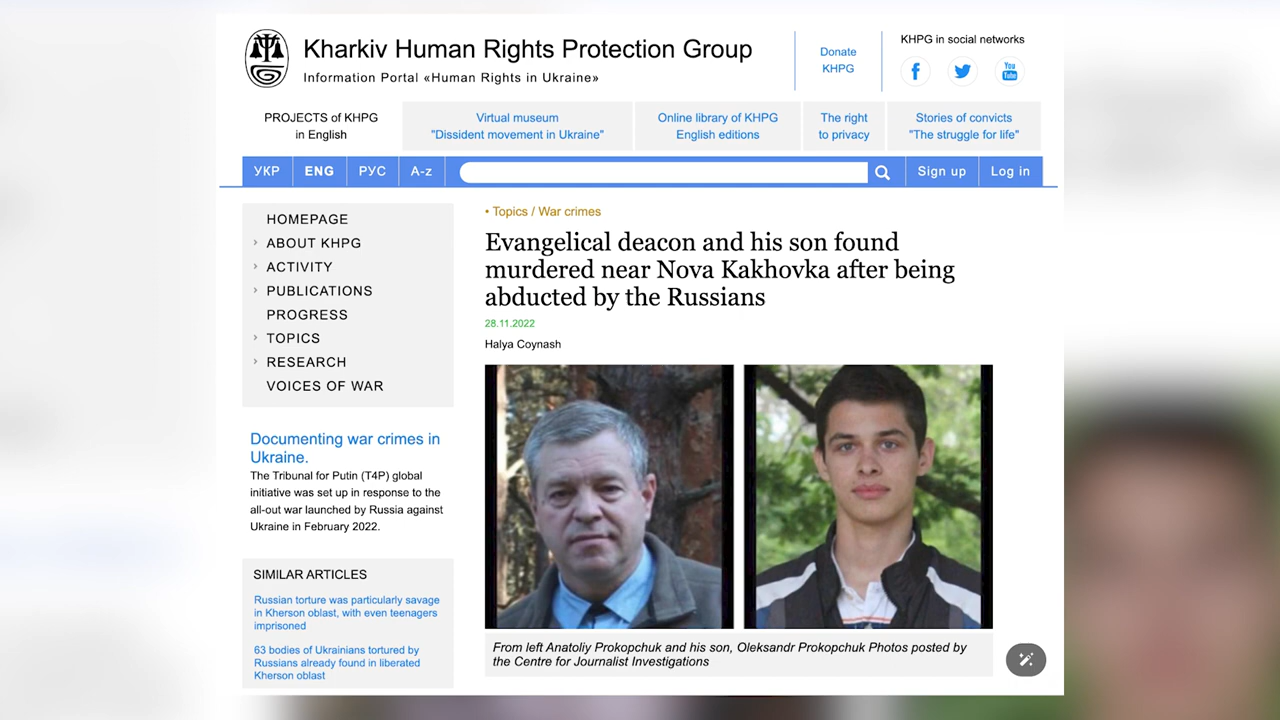 Kharkiv Human Rights Protection Group
Information Portal «Human Rights in Ukraine»
Donate
KHPG
KHPG in social networks
You
Tube
PROJECTS of KHPG
in English
Virtual museum
"Dissident movement in Ukraine"
Online library of KHPG
English editions
The right
to privacy
Stories of convicts
"The struggle for life"
УКР
ENG
РУС
A-z
Sign up
Log in
HOMEPAGE
ABOUT KHPG
ACTIVITY
PUBLICATIONS
PROGRESS
TOPICS
RESEARCH
VOICES OF WAR
Documenting war crimes in
Ukraine.
The Tribunal for Putin (T4P) global
initiative was set up in response to the
all-out war launched by Russia against
Ukraine in February 2022.
SIMILAR ARTICLES
Russian torture was particularly savage
in Kherson oblast, with even teenagers
imprisoned
63 bodies of Ukrainians tortured by
Russians already found in liberated
Kherson oblast
• Topics / War crimes
Evangelical deacon and his son found
murdered near Nova Kakhovka after being
abducted by the Russians
28.11.2022
Halya Coynash
From left Anatoliy Prokopchuk and his son, Oleksandr Prokopchuk Photos posted by
the Centre for Journalist Investigations